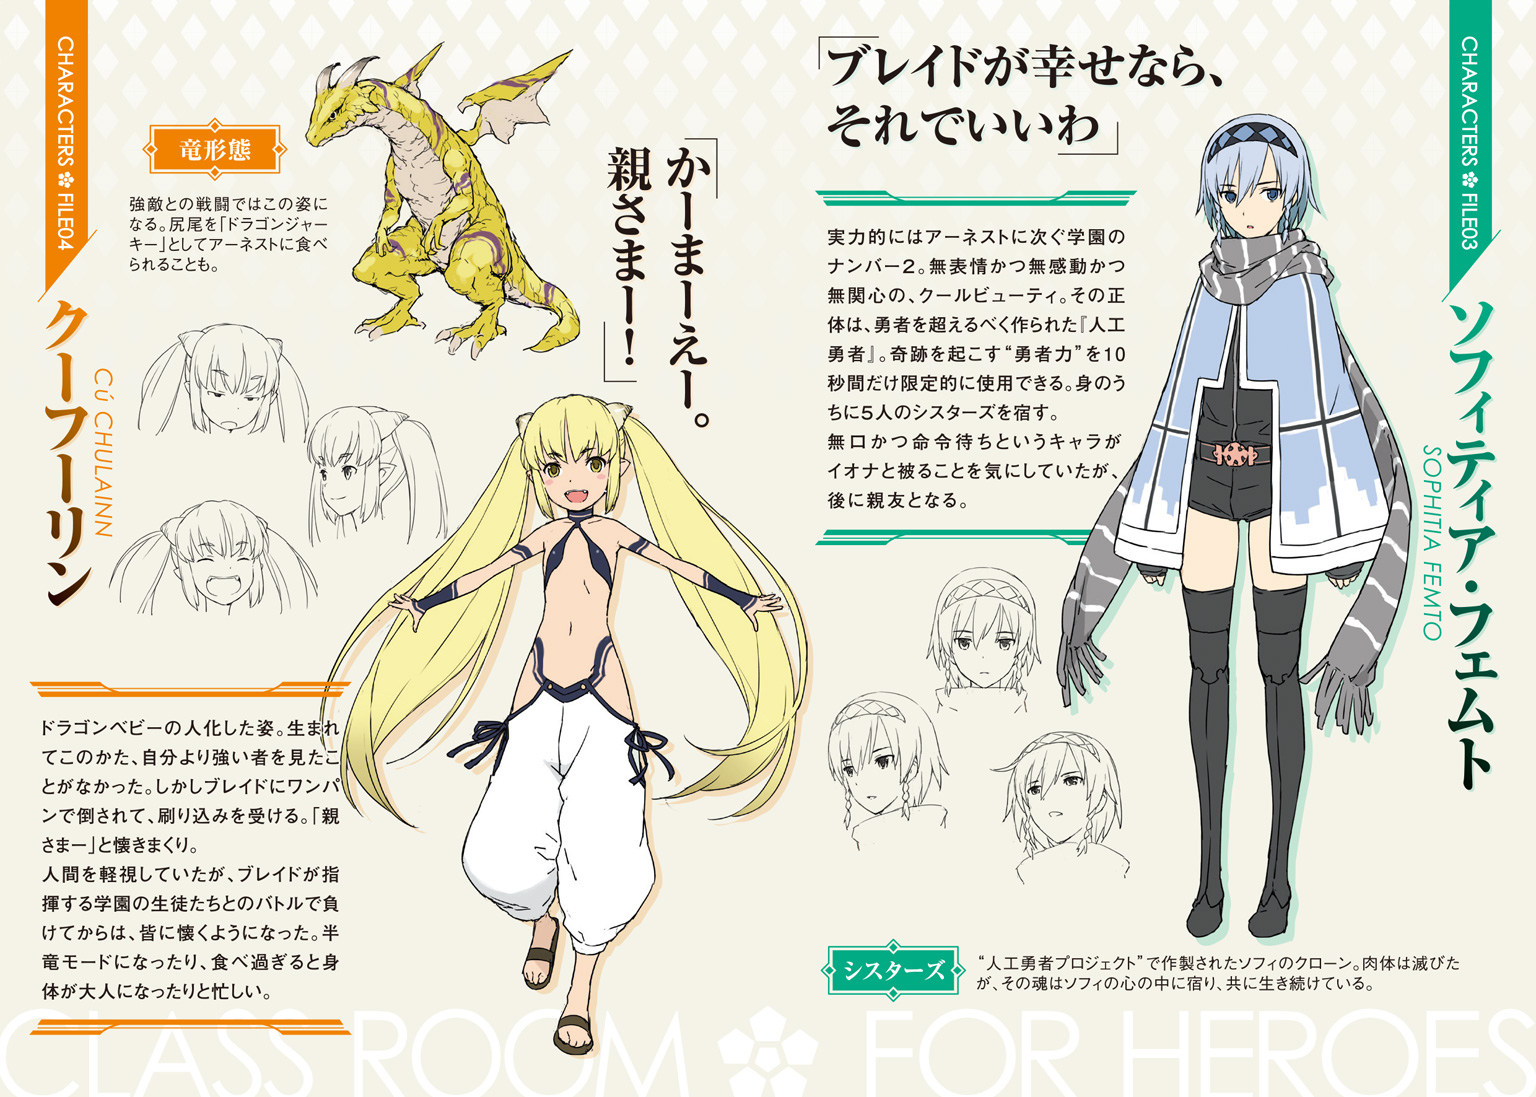 CHARACTERS FILE03
ソフィティア・フェムト
SOPHITIA FEMTO
「ブレイドが幸せなら、
それでいいわ」
実力的にはアーネストに次ぐ学園の
ナンバー2。無表情かつ無感動かつ
無関心の、クールビューティ。その正
体は、勇者を超えるべく作られた『人工
勇者』。奇跡を起こす“勇者力”を10
秒間だけ限定的に使用できる。身のう
ちに5人のシスターズを宿す。
無口かつ命令待ちというキャラが
イオナと被ることを気にしていたが、
後に親友となる。
シスターズ
“人工勇者プロジェクト”で作製されたソフィのクローン。肉体は滅びた
が、その魂はソフィの心の中に宿り、共に生き続けている。
CHARACTERS FILE04
クーフーリン
CÚ CHULAINN
「かーまーえー。
親さまー!」
竜形態
強敵との戦闘ではこの姿に
なる。尻尾を「ドラゴンジャー
キー」としてアーネストに食べ
られることも。
ドラゴンベビーの人化した姿。生まれ
てこのかた、自分より強い者を見たこ
とがなかった。しかしブレイドにワンパ
ンで倒されて、刷り込みを受ける。「親
さまー」と懐きまくり。
人間を軽視していたが、ブレイドが指
揮する学園の生徒たちとのバトルで負
けてからは、皆に懐くようになった。半
竜モードになったり、食べ過ぎると身
体が大人になったりと忙しい。
CLASS ROOM FOR HEROES